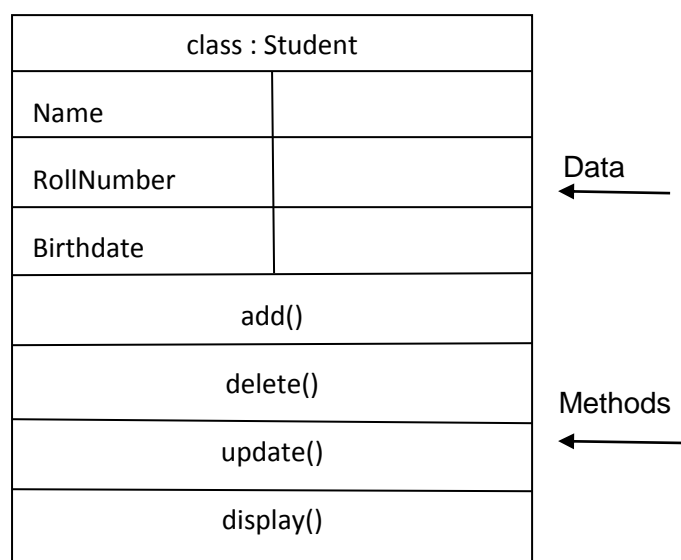 class : Student
Name
RollNumber
Data
Birthdate
add()
delete()
Methods
update()
display()